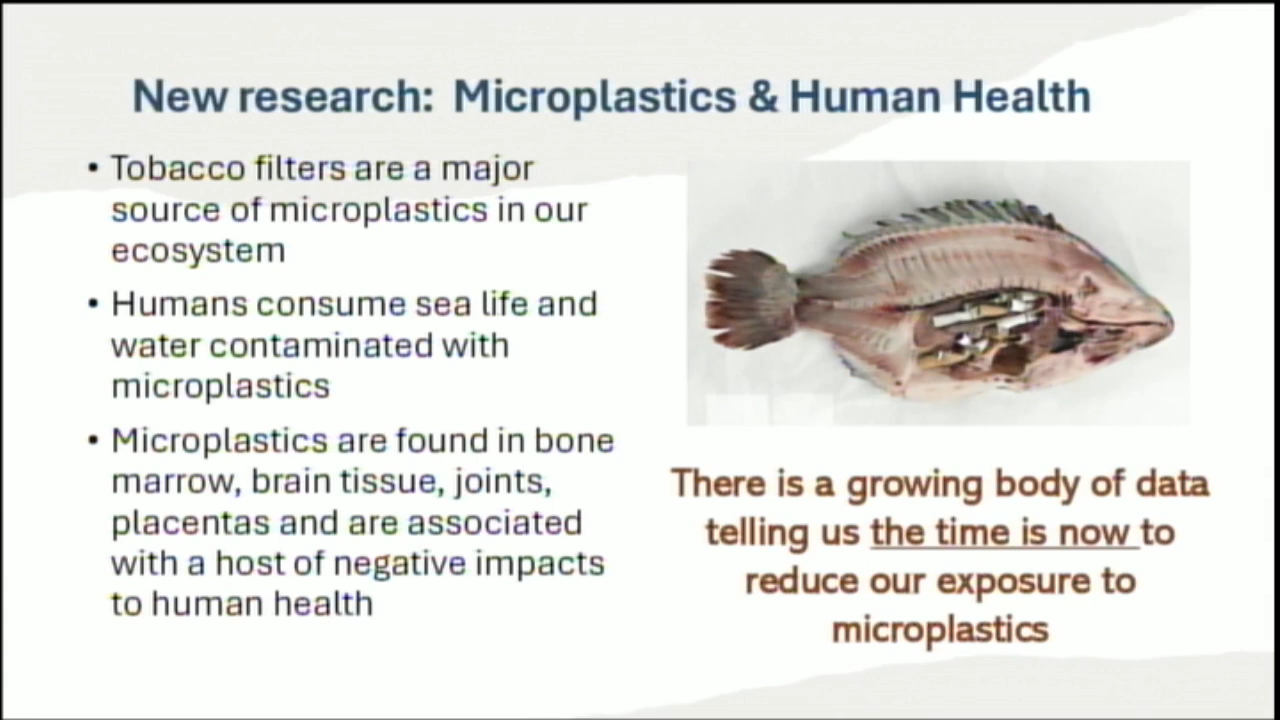 New research:  Microplastics & Human Health
• Tobacco filters are a major
source of microplastics in our
ecosystem
• Humans consume sea life and
water contaminated with
microplastics
• Microplastics are found in bone
marrow, brain tissue, joints,
placentas and are associated
with a host of negative impacts
to human health
There is a growing body of data
telling us the time is now to
reduce our exposure to
microplastics